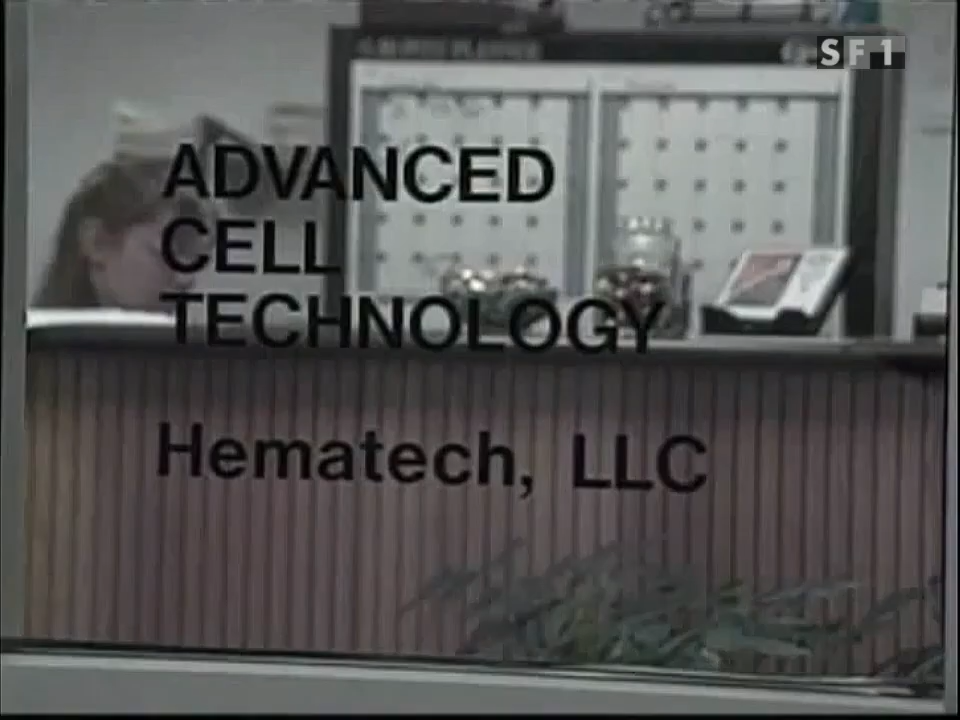 SF1
ADVANCED
CELL
TECHNOLOGY
Hematech, LLC